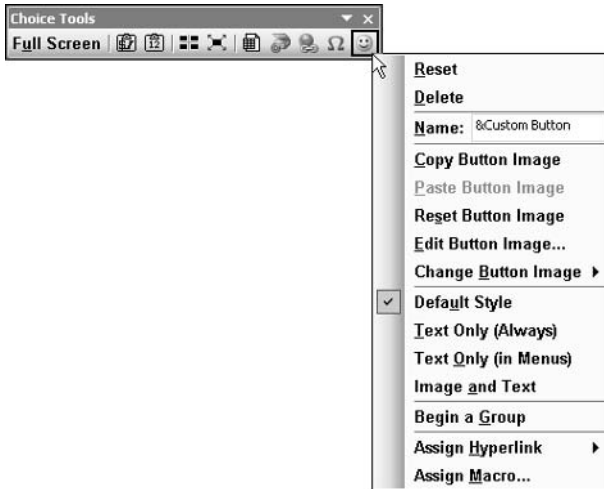 Choice Tools
Full Screen 12 Ω
Reset
Delete
Name: &Custom Button
Copy Button Image
Paste Button Image
Reset Button Image
Edit Button Image...
Change Button Image
Default Style
Text Only (Always)
Text Only (in Menus)
Image and Text
Begin a Group
Assign Hyperlink
Assign Macro...